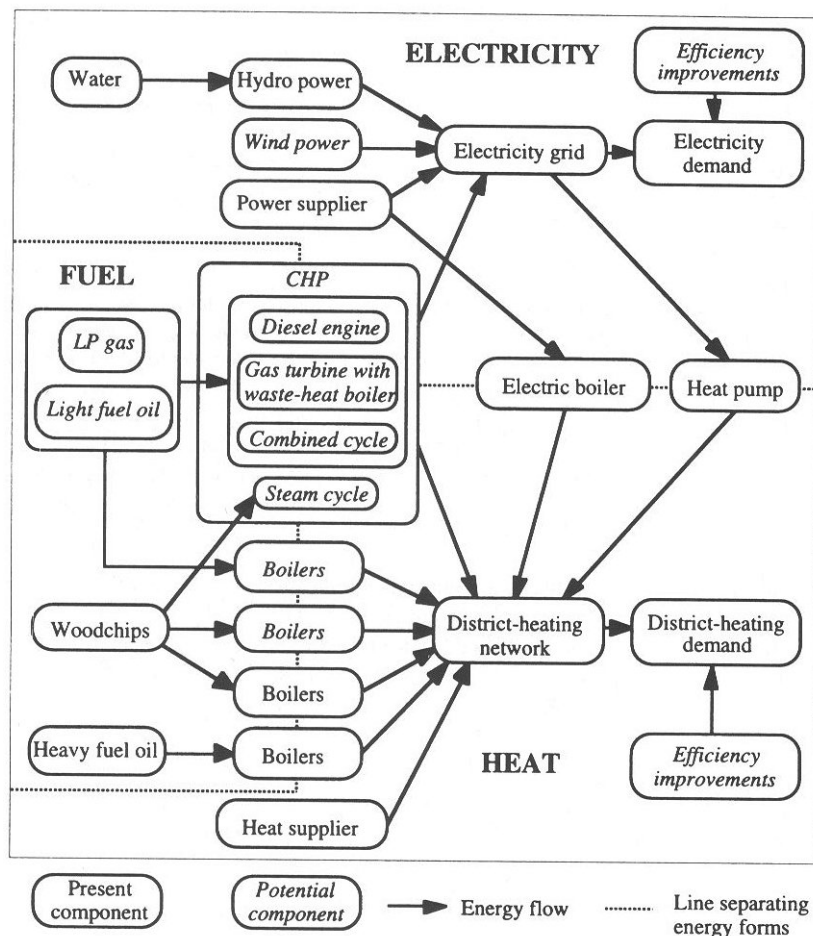 ELECTRICITY
Efficiency
improvements
Water
Hydro power
Wind power
Electricity grid
Electricity
demand
Power supplier
FUEL
CHP
LP gas
Diesel engine
Gas turbine with
waste-heat boiler
Electric boiler
Heat pump
Light fuel oil
Combined cycle
Steam cycle
Boilers
Woodchips
Boilers
District-heating
network
District-heating
demand
Boilers
Heavy fuel oil
Boilers
HEAT
Efficiency
improvements
Heat supplier
Present
component
Potential
component
Energy flow
Line separating
energy forms